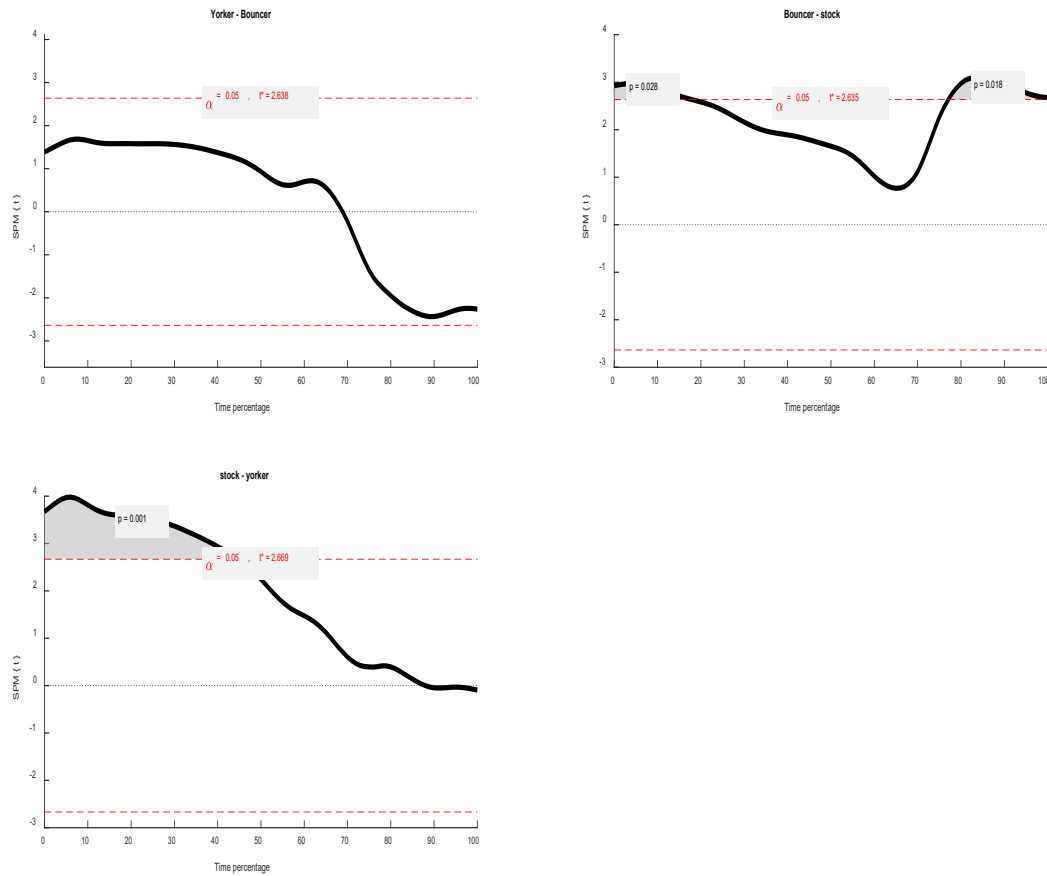 Yorker - Bouncer
4
3
2
1
0
-1
-2
-3
SPM { t }
α = 0.05 , t* = 2.638
0 10 20 30 40 50 60 70 80 90 100
Time percentage
Bouncer - stock
4
3
2
1
0
-1
-2
-3
SPM { t }
p = 0.028
α = 0.05 , t* = 2.635
p = 0.018
0 10 20 30 40 50 60 70 80 90 100
Time percentage
stock - yorker
4
3
2
1
0
-1
-2
-3
SPM { t }
p = 0.001
α = 0.05 , t* = 2.669
0 10 20 30 40 50 60 70 80 90 100
Time percentage